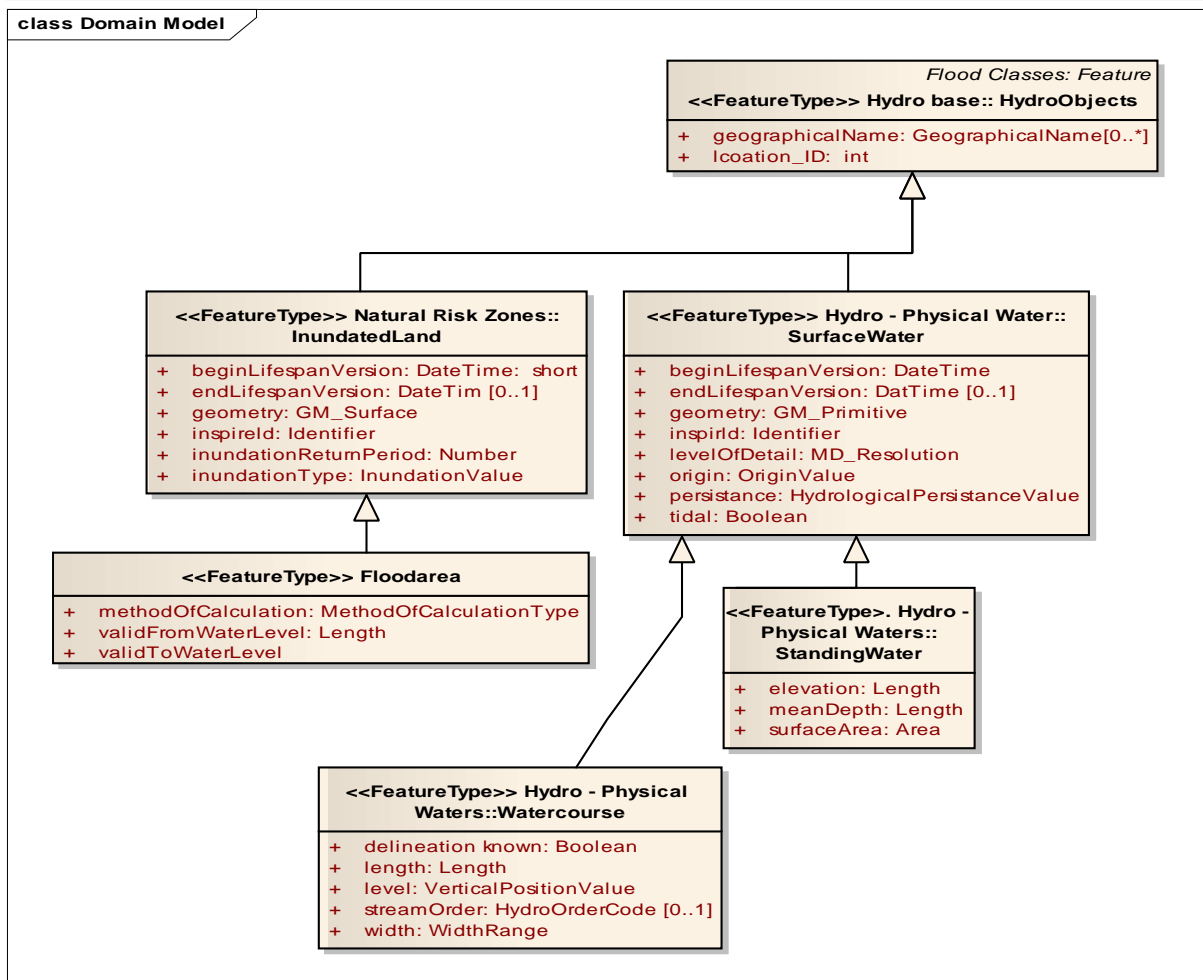 class Domain Model
Flood Classes: Feature
<<FeatureType>> Hydro base:: HydroObjects
+ geographicalName: GeographicalName[0..*]
+ lcoation_ID: int
<<FeatureType>> Natural Risk Zones::
InundatedLand
+ beginLifespanVersion: DateTime: short
+ endLifespanVersion: DateTim [0..1]
+ geometry: GM_Surface
+ inspireId: Identifier
+ inundationReturnPeriod: Number
+ inundationType: InundationValue
<<FeatureType>> Hydro - Physical Water::
SurfaceWater
+ beginLifespanVersion: DateTime
+ endLifespanVersion: DatTime [0..1]
+ geometry: GM_Primitive
+ inspirId: Identifier
+ levelOfDetail: MD_Resolution
+ origin: OriginValue
+ persistance: HydrologicalPersistanceValue
+ tidal: Boolean
<<FeatureType>> Floodarea
+ methodOfCalculation: MethodOfCalculationType
+ validFromWaterLevel: Length
+ validToWaterLevel
<<FeatureType>. Hydro -
Physical Waters::
StandingWater
+ elevation: Length
+ meanDepth: Length
+ surfaceArea: Area
<<FeatureType>> Hydro - Physical
Waters::Watercourse
+ delineation known: Boolean
+ length: Length
+ level: VerticalPositionValue
+ streamOrder: HydroOrderCode [0..1]
+ width: WidthRange